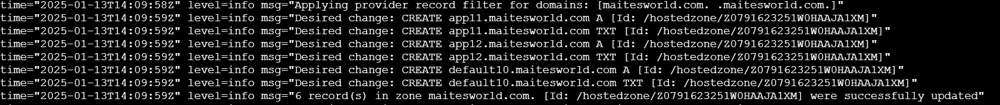 time="2025-01-13T14:09:58Z" level=info msg="Applying provider record filter for domains: [maitesworld.com. .maitesworld.com.]"
time="2025-01-13T14:09:59Z" level=info msg="Desired change: CREATE app11.maitesworld.com A [Id: /hostedzone/Z0791623251W0HAAJA1XM]"
time="2025-01-13T14:09:59Z" level=info msg="Desired change: CREATE app11.maitesworld.com TXT [Id: /hostedzone/Z0791623251W0HAAJA1XM]"
time="2025-01-13T14:09:59Z" level=info msg="Desired change: CREATE app12.maitesworld.com A [Id: /hostedzone/Z0791623251W0HAAJA1XM]"
time="2025-01-13T14:09:59Z" level=info msg="Desired change: CREATE app12.maitesworld.com TXT [Id: /hostedzone/Z0791623251W0HAAJA1XM]"
time="2025-01-13T14:09:59Z" level=info msg="Desired change: CREATE default10.maitesworld.com A [Id: /hostedzone/Z0791623251W0HAAJA1XM]"
time="2025-01-13T14:09:59Z" level=info msg="Desired change: CREATE default10.maitesworld.com TXT [Id: /hostedzone/Z0791623251W0HAAJA1XM]"
time="2025-01-13T14:09:59Z" level=info msg="6 record(s) in zone maitesworld.com. [Id: /hostedzone/Z0791623251W0HAAJA1XM] were successfully updated"